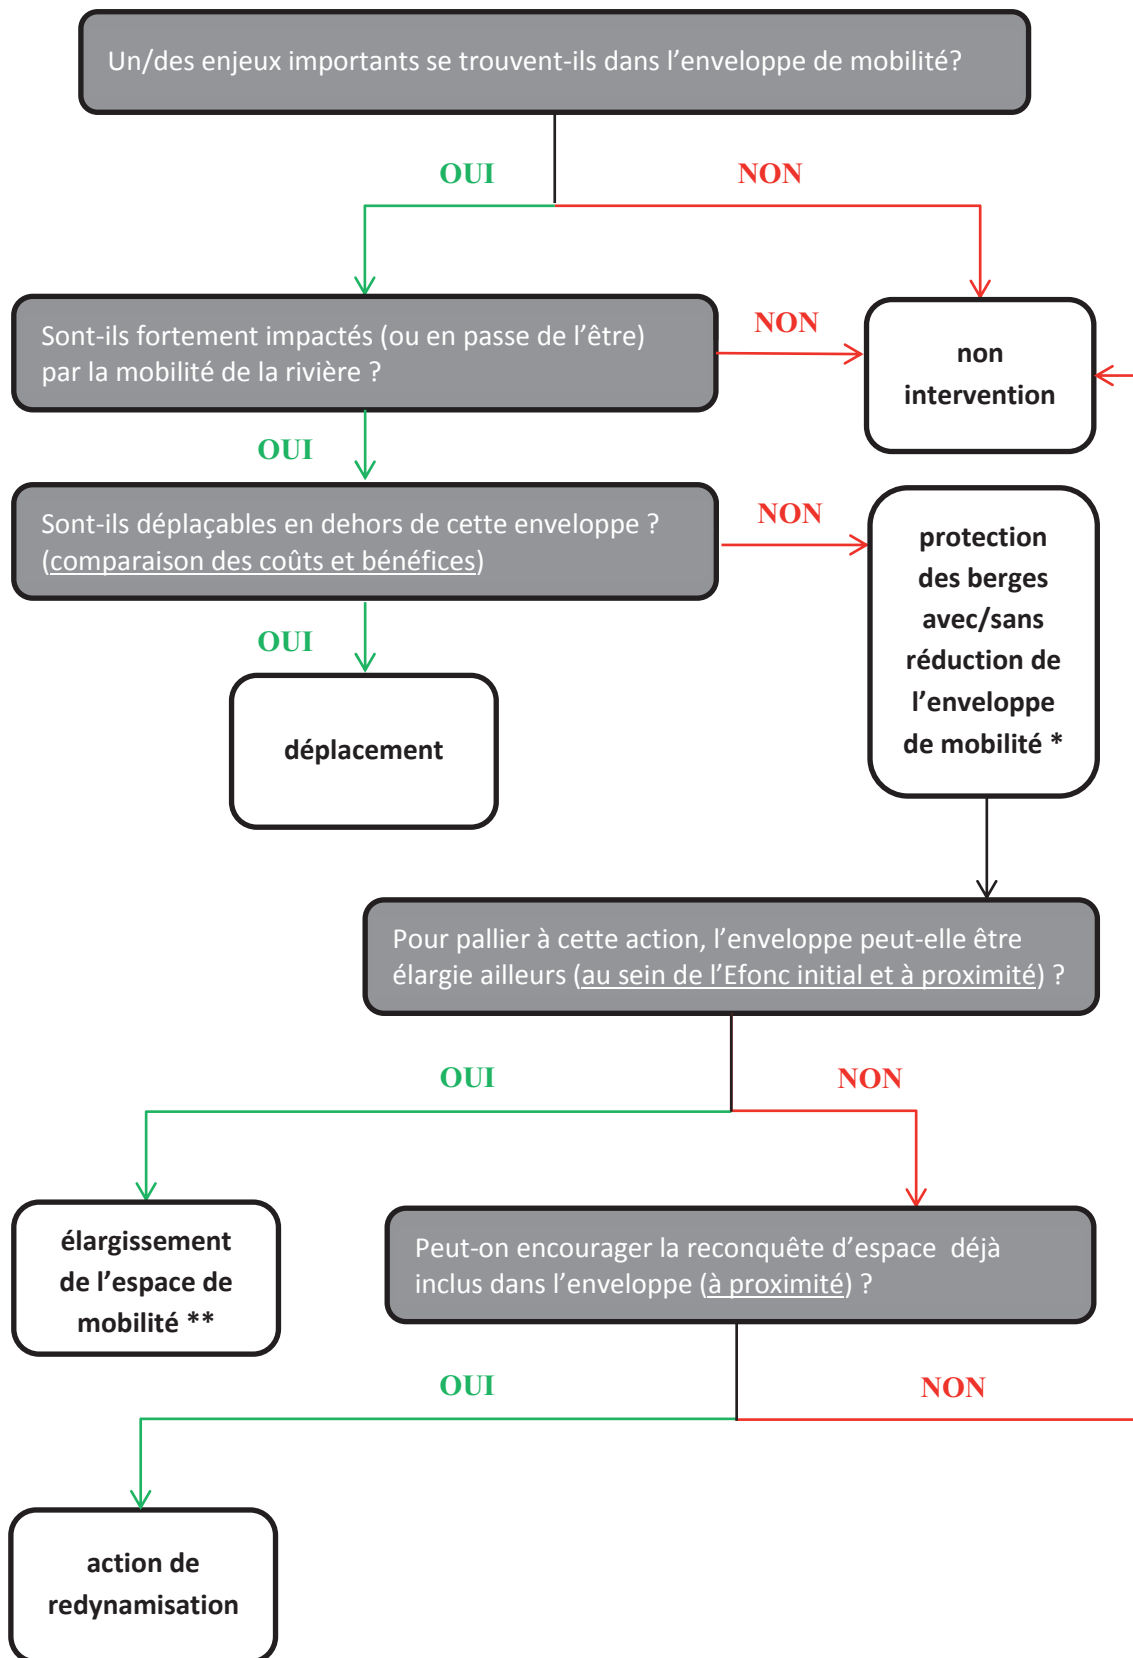 Un/des enjeux importants se trouvent-ils dans l’enveloppe de mobilité?
OUI
NON
Sont-ils fortement impactés (ou en passe de l’être)
par la mobilité de la rivière ?
NON
non
intervention
OUI
Sont-ils déplaçables en dehors de cette enveloppe ?
(comparaison des coûts et bénéfices)
NON
protection
des berges
avec/sans
réduction de
l’enveloppe
de mobilité *
OUI
déplacement
Pour pallier à cette action, l’enveloppe peut-elle être
élargie ailleurs (au sein de l’Efonc initial et à proximité) ?
OUI
NON
élargissement
de l’espace de
mobilité **
Peut-on encourager la reconquête d’espace  déjà
inclus dans l’enveloppe (à proximité) ?
OUI
NON
action de
redynamisation